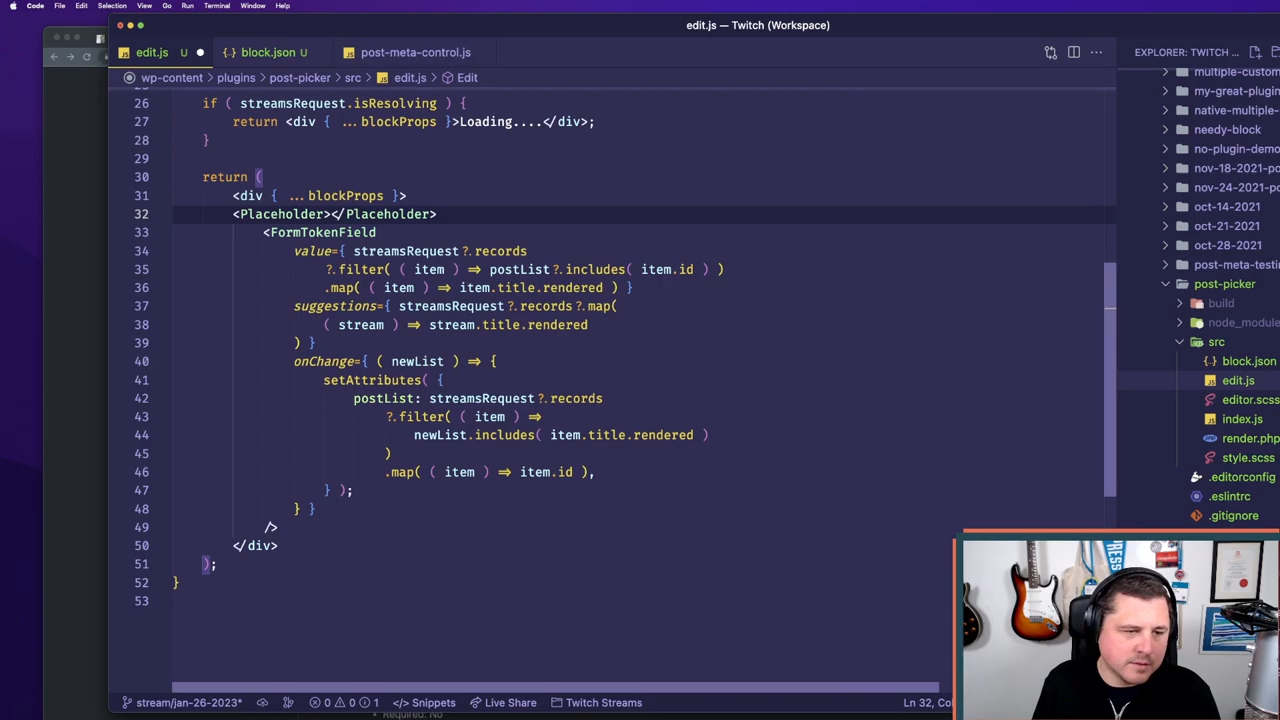 Code File Edit Selection View Go Run Terminal Window Help
edit.js — Twitch (Workspace)
edit.js U block.json U post-meta-control.js
EXPLORER: TWITCH ...
wp-content plugins post-picker src edit.js Edit
26 if ( streamsRequest.isResolving ) {
27 return <div { ...blockProps }>Loading....</div>;
28 }
29
30 return (
31 <div { ...blockProps }>
32 <Placeholder></Placeholder>
33 <FormTokenField
34 value={ streamsRequest?.records
35 ?.filter( ( item ) => postList?.includes( item.id ) )
36 .map( ( item ) => item.title.rendered ) }
37 suggestions={ streamsRequest?.records?.map(
38 ( stream ) => stream.title.rendered
39 ) }
40 onChange={ ( newList ) => {
41 setAttributes( {
42 postList: streamsRequest?.records
43 ?.filter( ( item ) =>
44 newList.includes( item.title.rendered )
45 )
46 .map( ( item ) => item.id ),
47 } );
48 } }
49 />
50 </div>
51 );
52 }
53
multiple-custom
my-great-plugin
native-multiple-
needy-block
no-plugin-demo
nov-18-2021-po
nov-24-2021-p
oct-14-2021
oct-21-2021
oct-28-2021
post-meta-testin
post-picker
build
node_module
src
block.json
edit.js
editor.scss
index.js
render.php
style.scss
.editorconfig
.eslintrc
.gitignore
stream/jan-26-2023* 0 0 1 Snippets Live Share Twitch Streams Ln 32, Co
Required: No